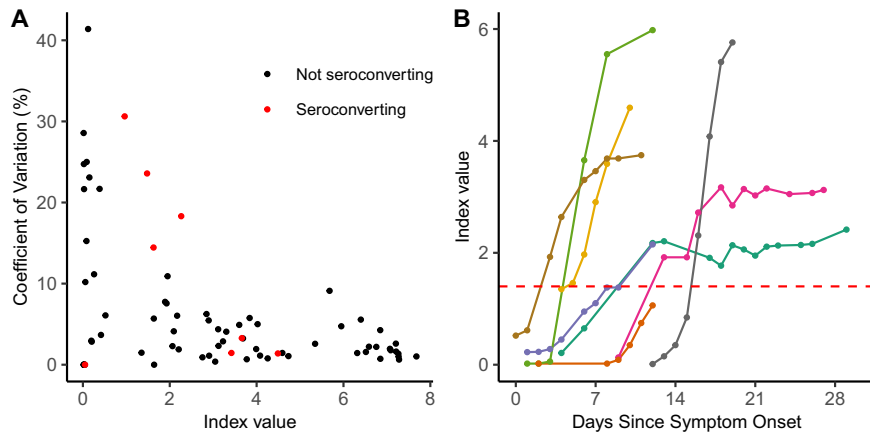 A
Coefficient of Variation (%)
40
30
20
10
0
Not seroconverting
Seroconverting
0 2 4 6 8
Index value
B
Index value
6
4
2
0
0 7 14 21 28
Days Since Symptom Onset